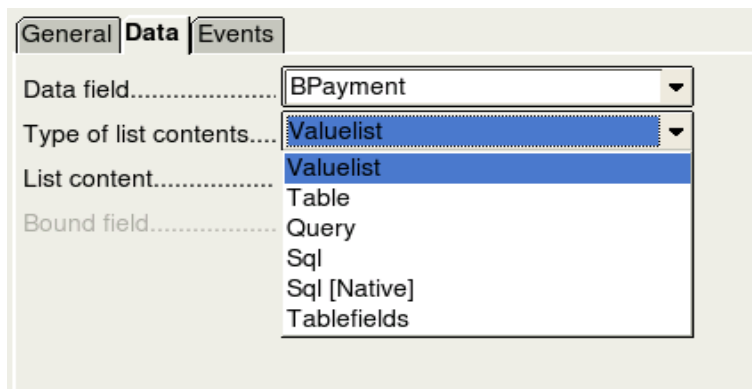 General Data Events
Data field..................... BPayment
Type of list contents.... Valuelist
List content................. Valuelist
Table
Bound field.................. Query
Sql
Sql [Native]
Tablefields